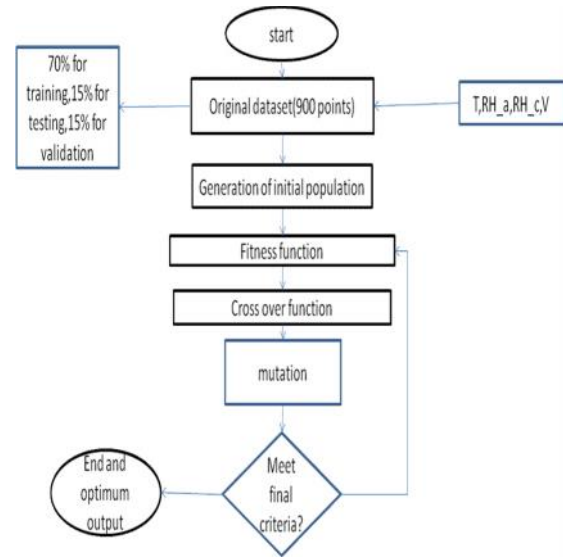 start
70% for
training,15% for
testing,15% for
validation
Original dataset(900 points)
T,RH_a,RH_c,V
Generation of initial population
Fitness function
Cross over function
mutation
Meet
final
criteria?
End and
optimum
output